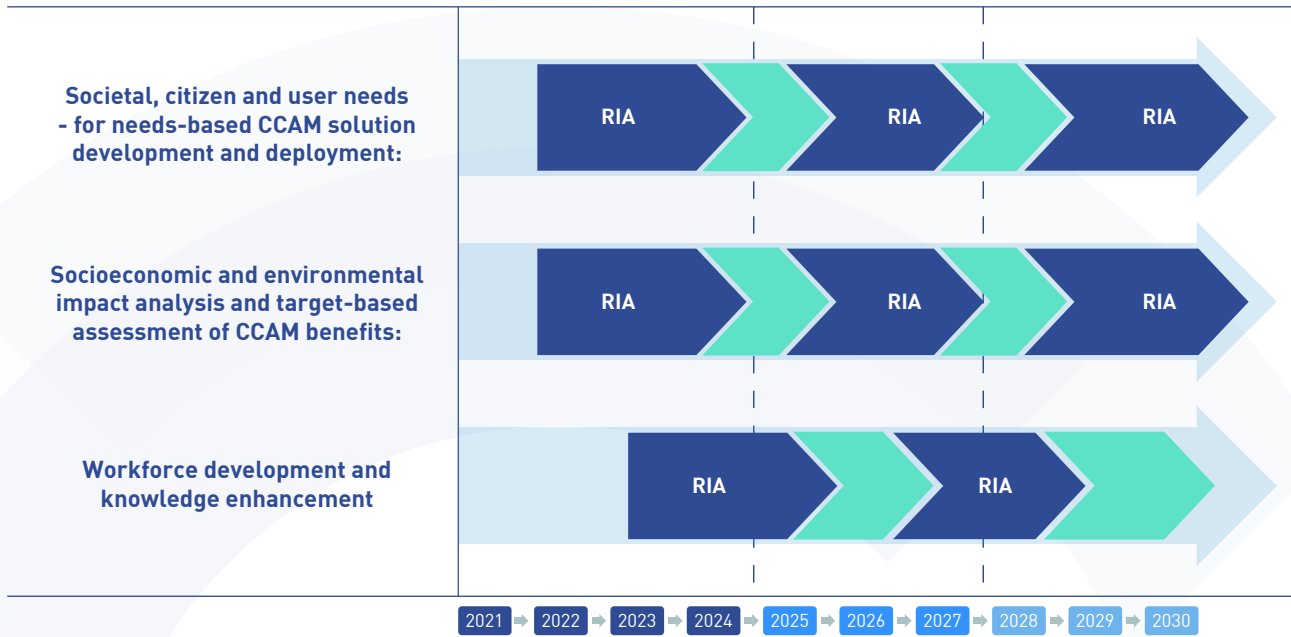 Societal, citizen and user needs
- for needs-based CCAM solution
development and deployment:
RIA
RIA
RIA
Socioeconomic and environmental
impact analysis and target-based
assessment of CCAM benefits:
RIA
RIA
RIA
Workforce development and
knowledge enhancement
RIA
RIA
2021 2022 2023 2024 2025 2026 2027 2028 2029 2030